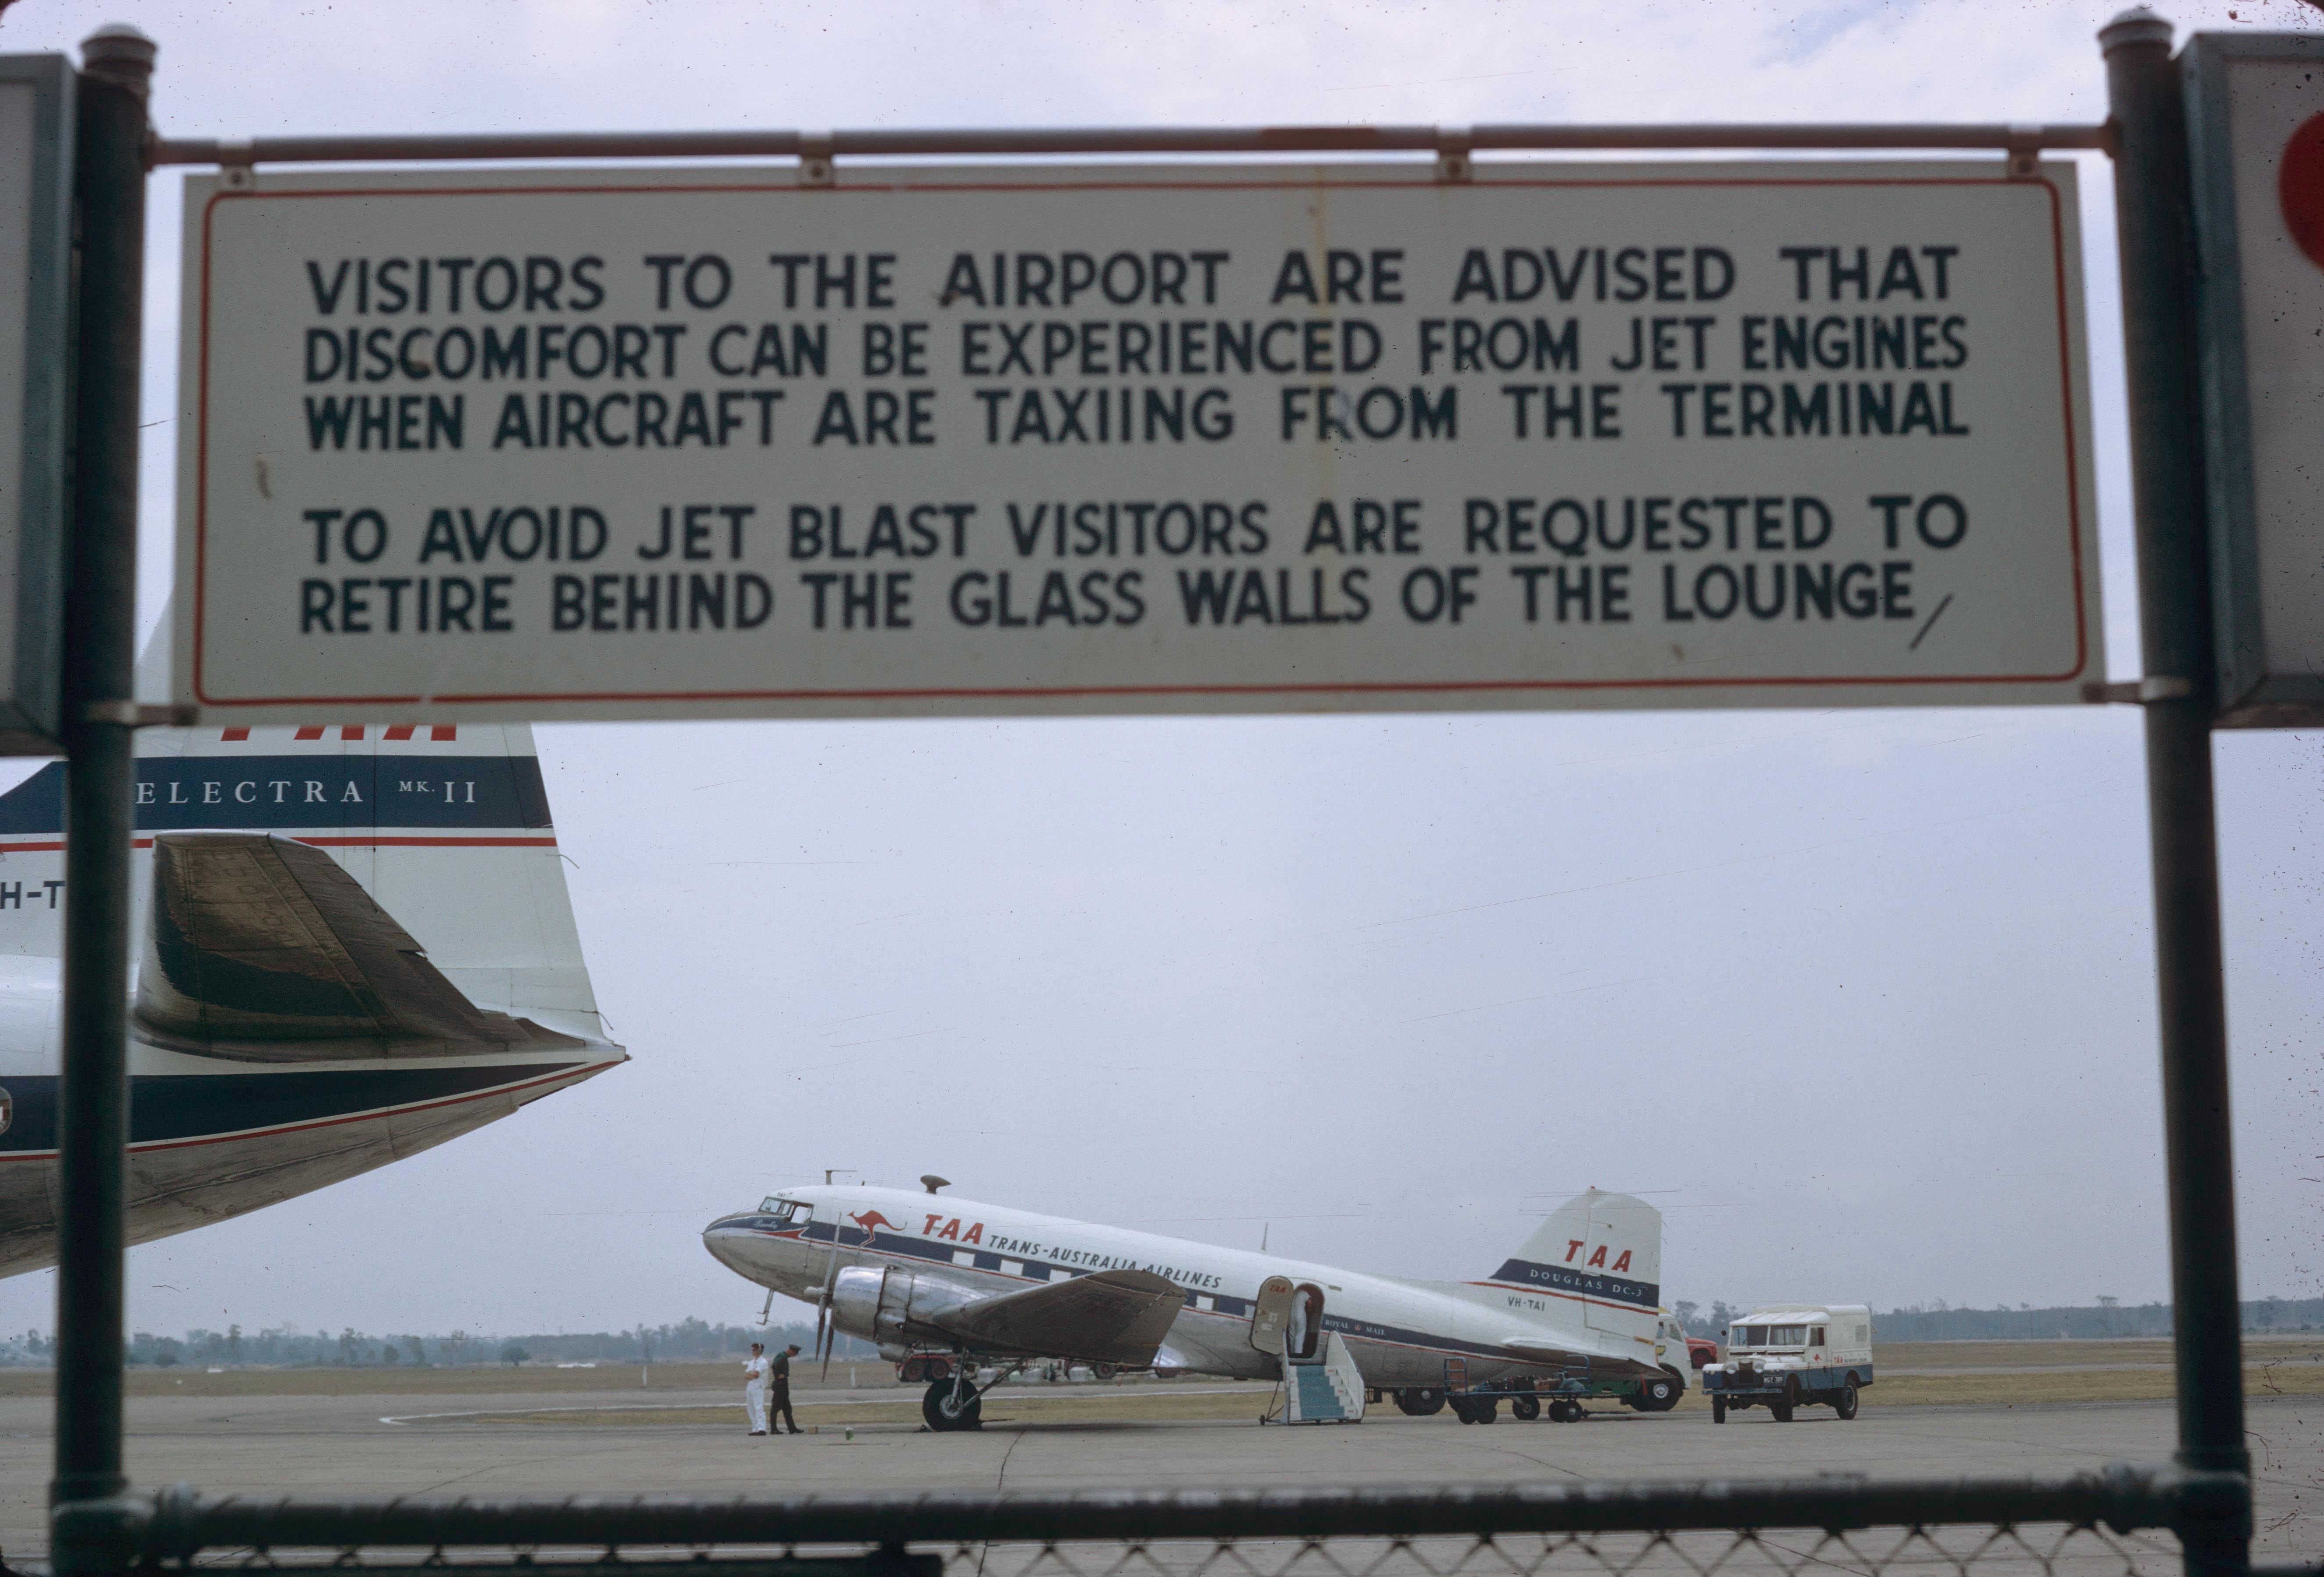 VISITORS TO THE AIRPORT ARE ADVISED THAT
DISCOMFORT CAN BE EXPERIENCED FROM JET ENGINES
WHEN AIRCRAFT ARE TAXIING FROM THE TERMINAL
TO AVOID JET BLAST VISITORS ARE REQUESTED TO
RETIRE BEHIND THE GLASS WALLS OF THE LOUNGE
TAA
ELECTRA MK. II
H-T
TAA TRANS-AUSTRALIA AIRLINES
TAA
ROYAL MAIL
TAA
DOUGLAS DC-3
VH-TAI
TAA